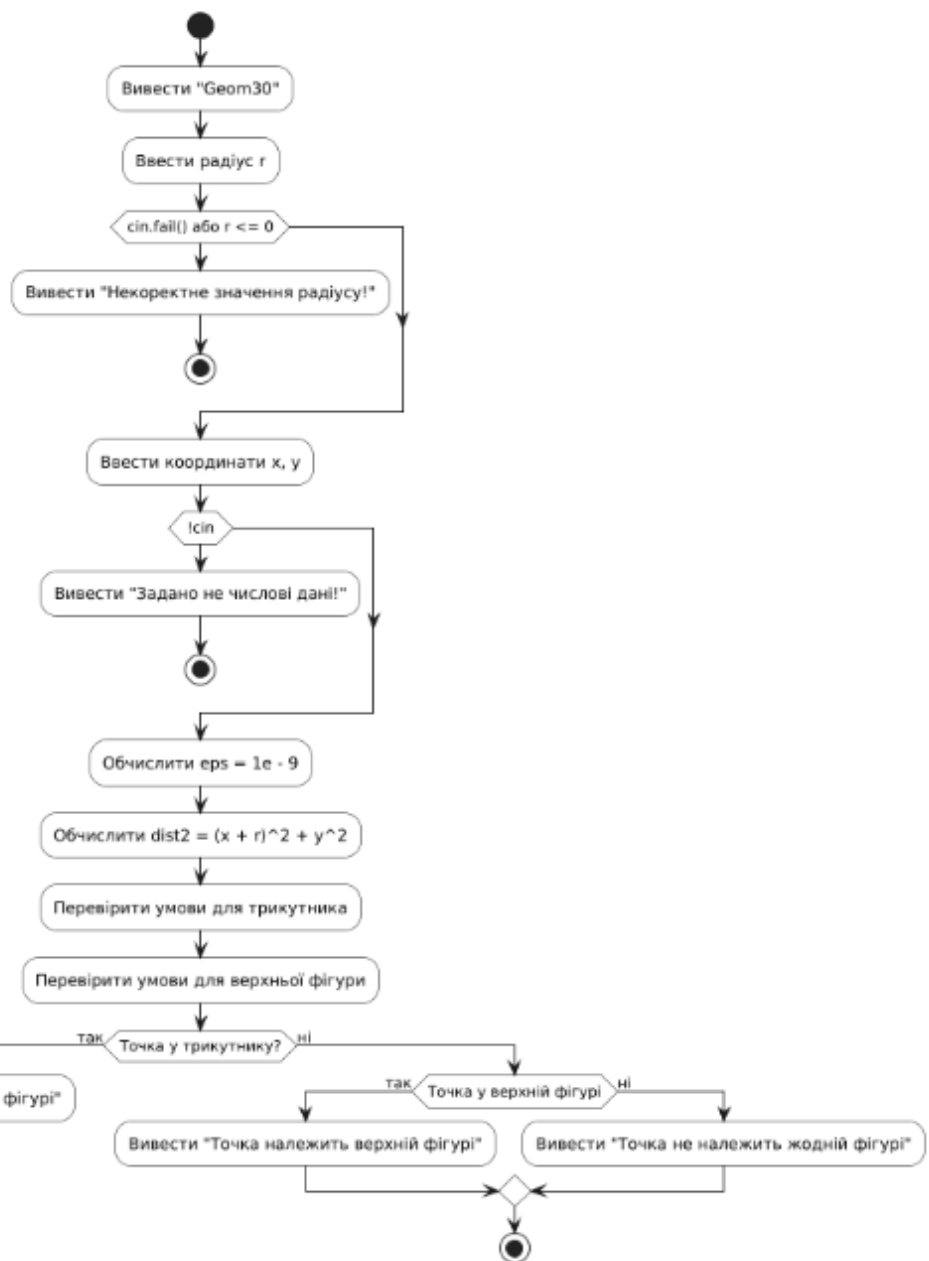 Вивести "Geom30"
Ввести радіус r
cin.fail() або r <= 0
Вивести "Некоректне значення радіусу!"
Ввести координати x, y
!cin
Вивести "Задано не числові дані!"
Обчислити eps = 1e - 9
Обчислити dist2 = (x + r)^2 + y^2
Перевірити умови для трикутника
Перевірити умови для верхньої фігури
так
Точка у трикутнику?
ні
фігурі"
так
Точка у верхній фігурі
ні
Вивести "Точка належить верхній фігурі"
Вивести "Точка не належить жодній фігурі"